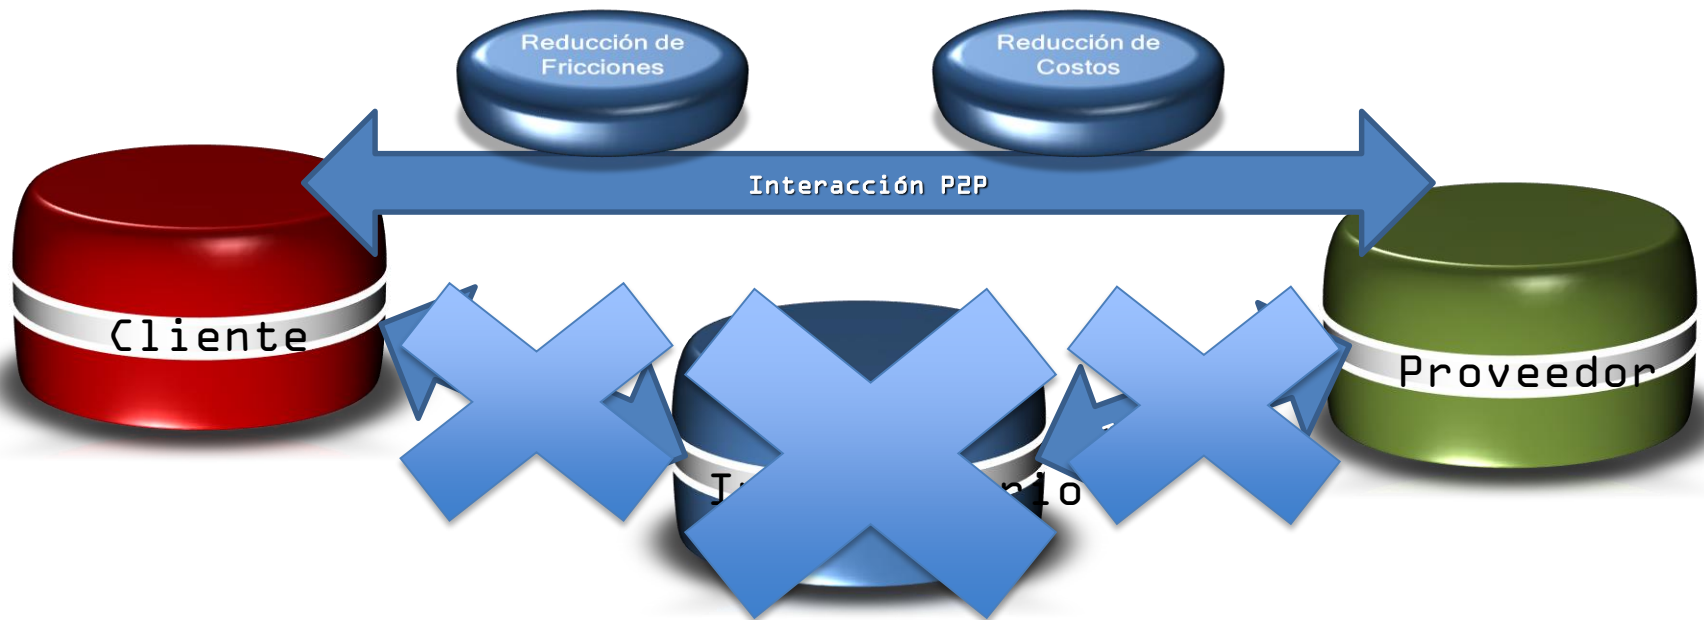 Reducción de
Fricciones
Reducción de
Costos
Interacción P2P
Cliente
Proveedor